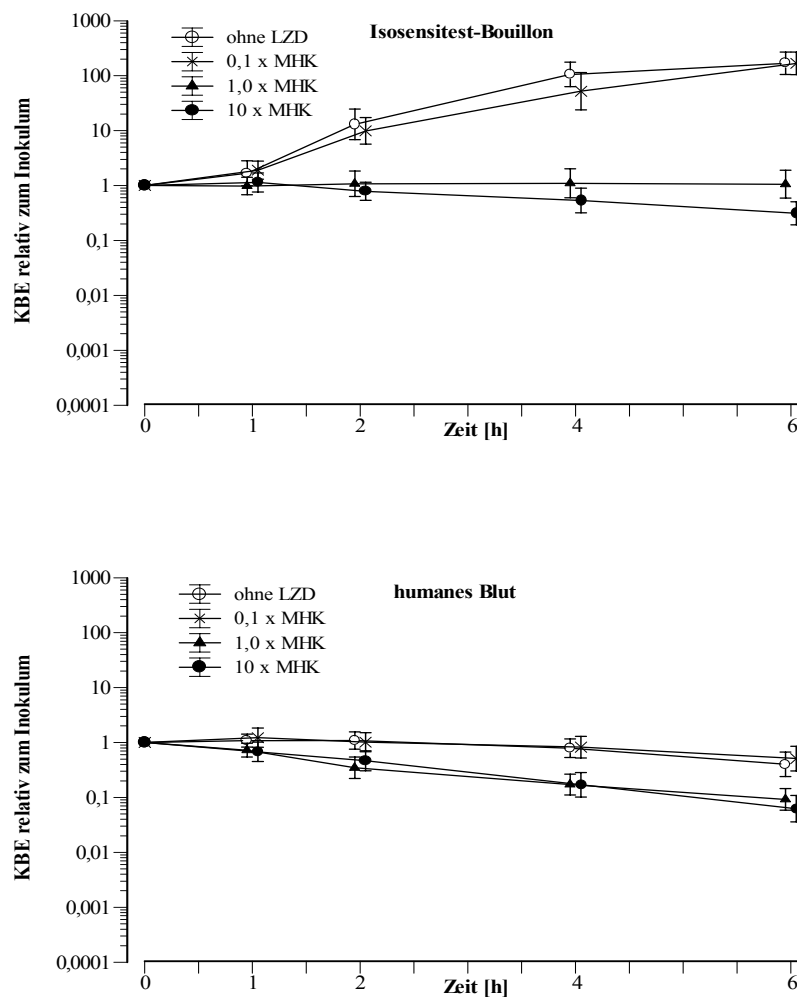 Isosensitest-Bouillon
ohne LZD
0,1 x MHK
1,0 x MHK
10 x MHK
KBE relativ zum Inokulum
1000
100
10
1
0,1
0,01
0,001
0,0001
0 1 2 4 6
Zeit [h]
humanes Blut
ohne LZD
0,1 x MHK
1,0 x MHK
10 x MHK
KBE relativ zum Inokulum
1000
100
10
1
0,1
0,01
0,001
0,0001
0 1 2 4 6
Zeit [h]